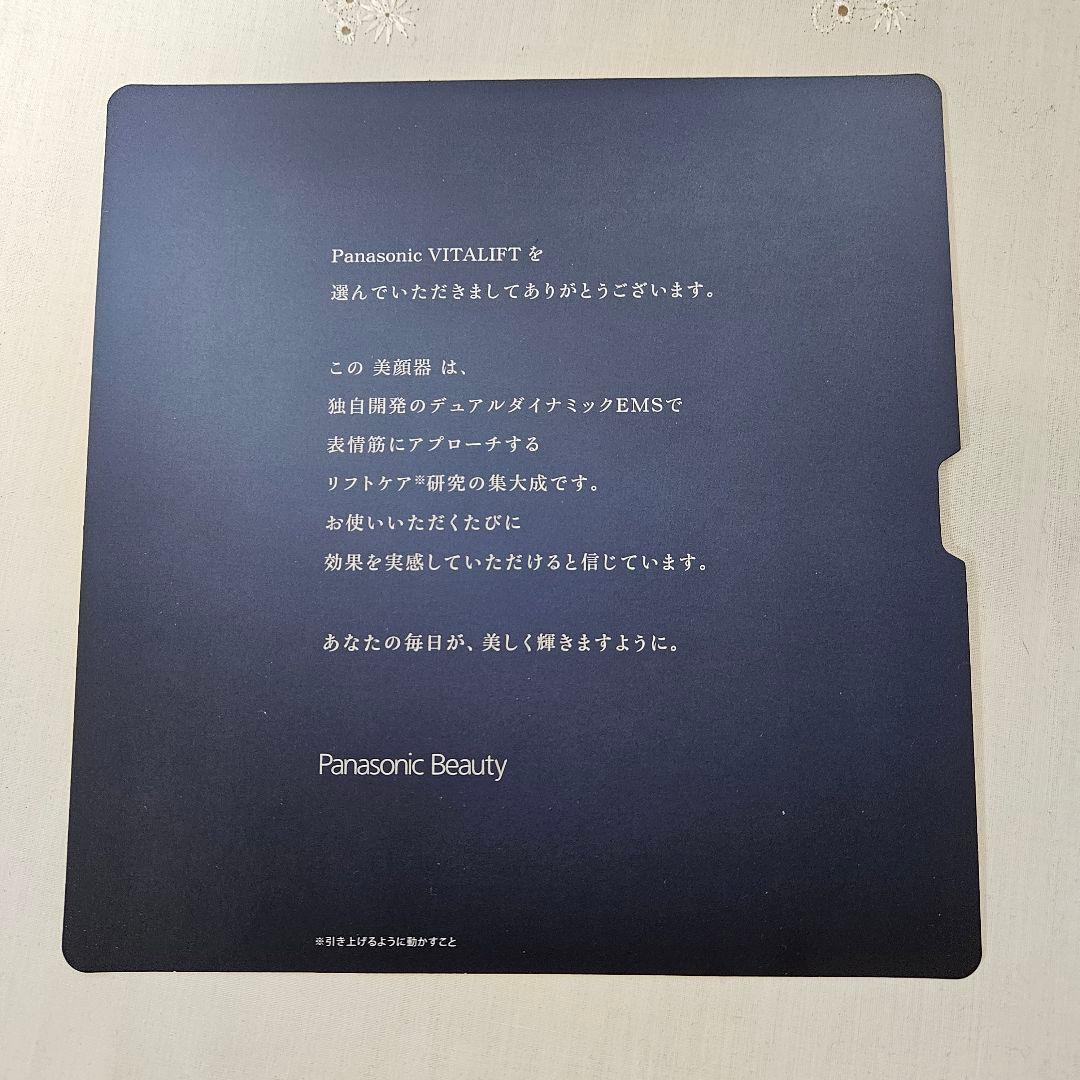 Panasonic VITALIFT を
選んでいただきましてありがとうございます。
この 美顔器 は、
独自開発のデュアルダイナミックEMSで
表情筋にアプローチする
リフトケア※研究の集大成です。
お使いいただくたびに
効果を実感していただけると信じています。
あなたの毎日が、美しく輝きますように。
Panasonic Beauty
※引き上げるように動かすこと